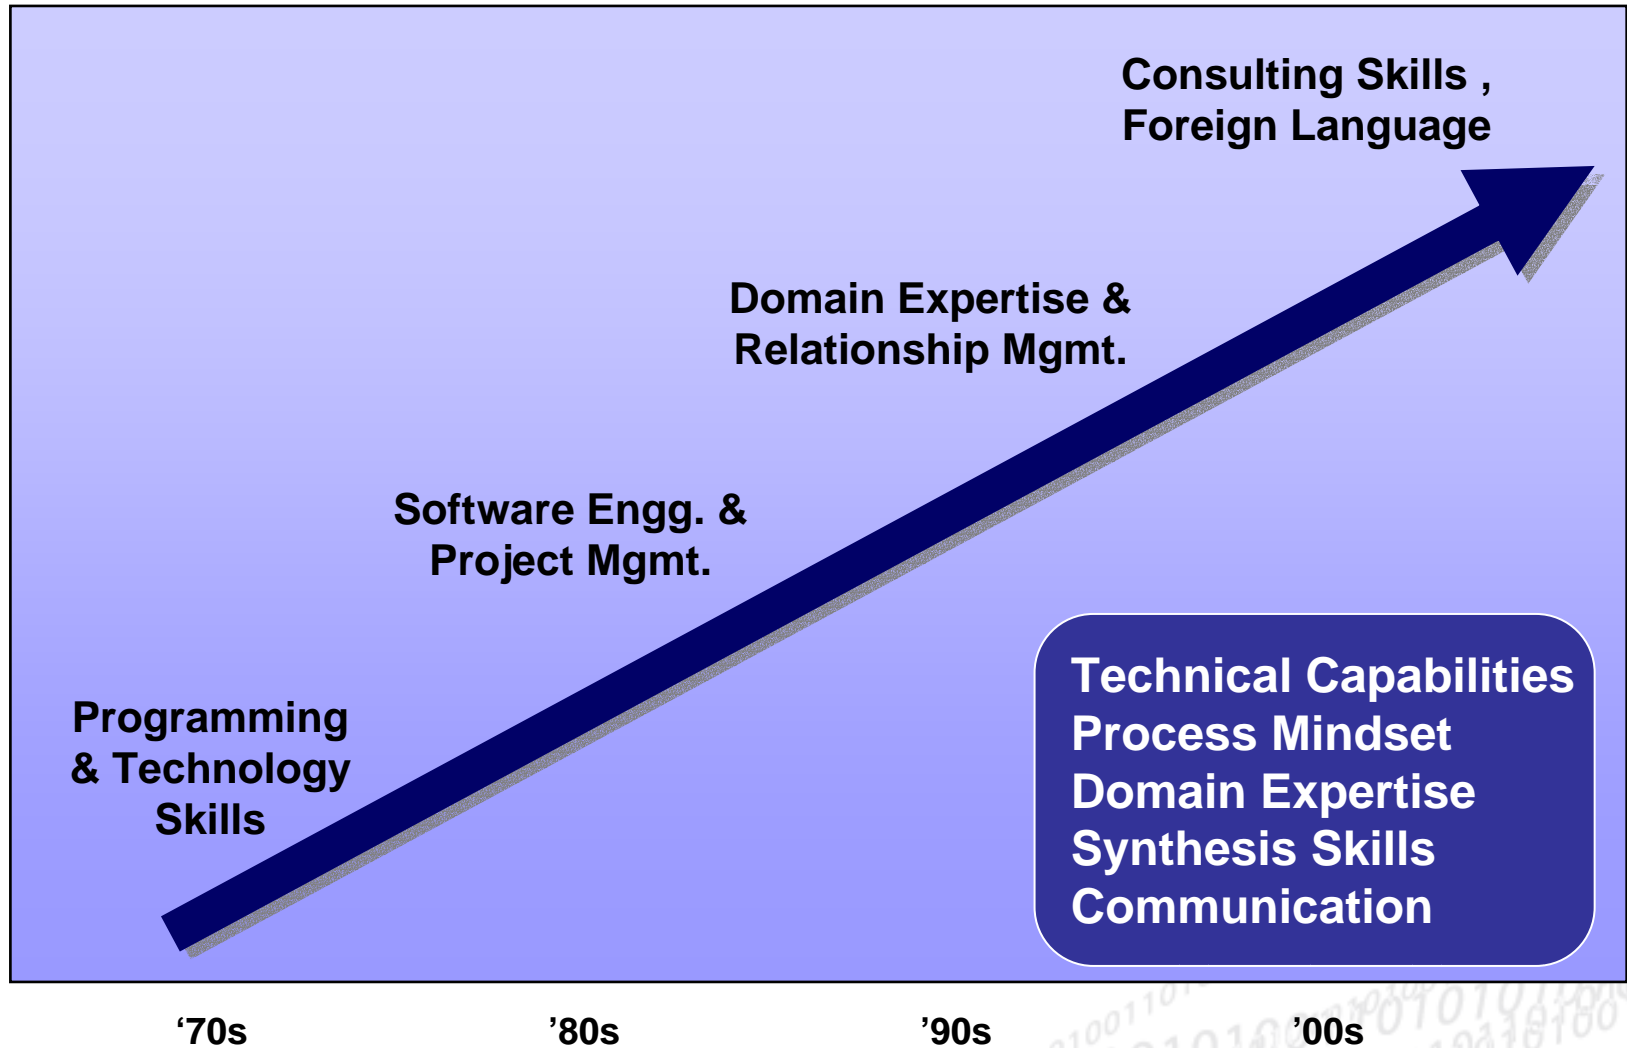 Consulting Skills ,
Foreign Language
Domain Expertise &
Relationship Mgmt.
Software Engg. &
Project Mgmt.
Programming
& Technology
Skills
Technical Capabilities
Process Mindset
Domain Expertise
Synthesis Skills
Communication
‘70s ’80s ’90s ’00s